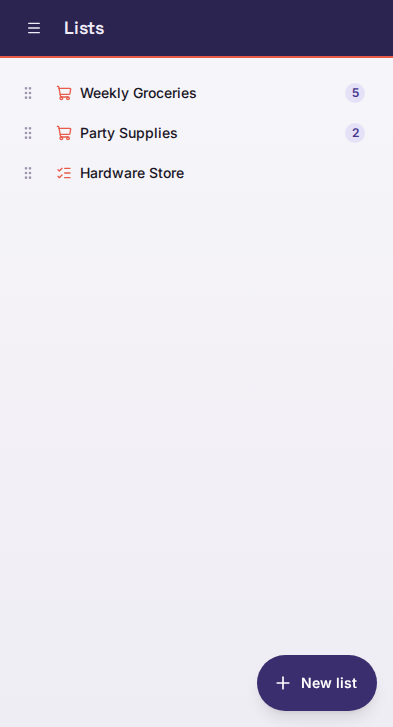 Lists
Weekly Groceries 5
Party Supplies 2
Hardware Store
New list